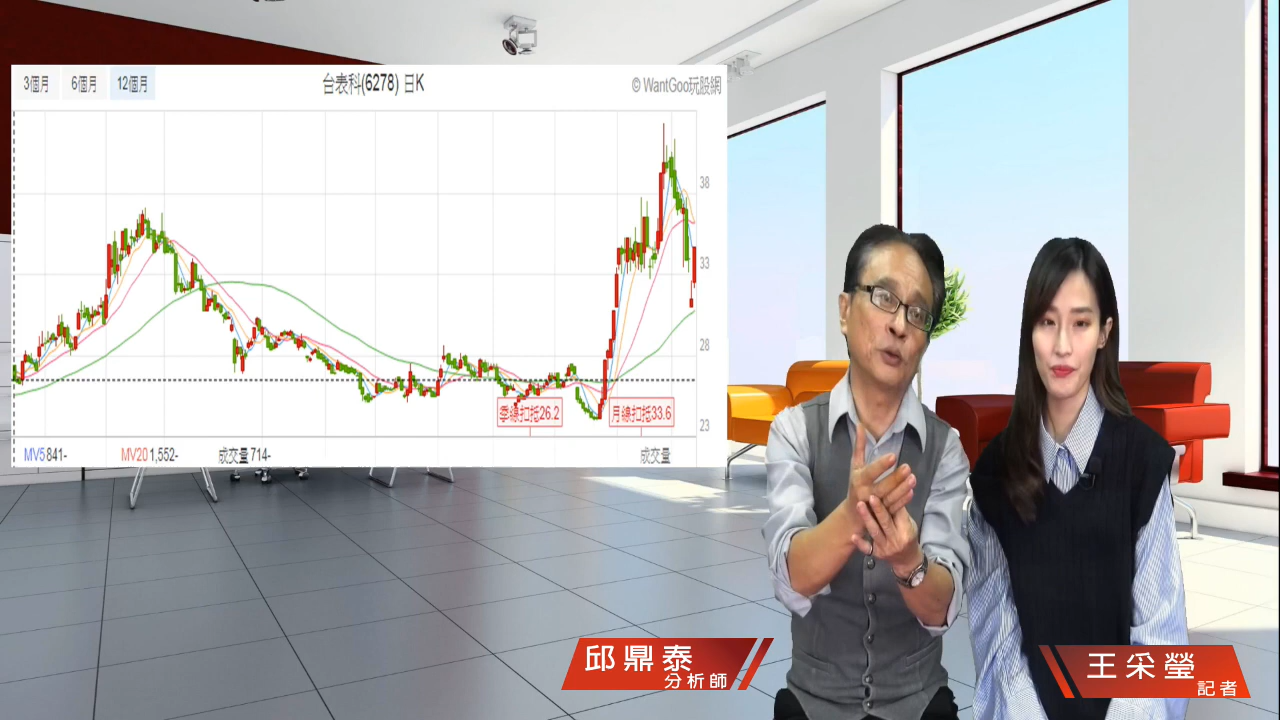 3個月 6個月 12個月 台表科(6278) 日K © WantGoo玩股網
38
33
28
季線扣抵26.2 月線扣抵33.6
23
MV5 841- MV20 1,552- 成交量 714- 成交量
邱鼎泰
分析師
王采瑩
記者